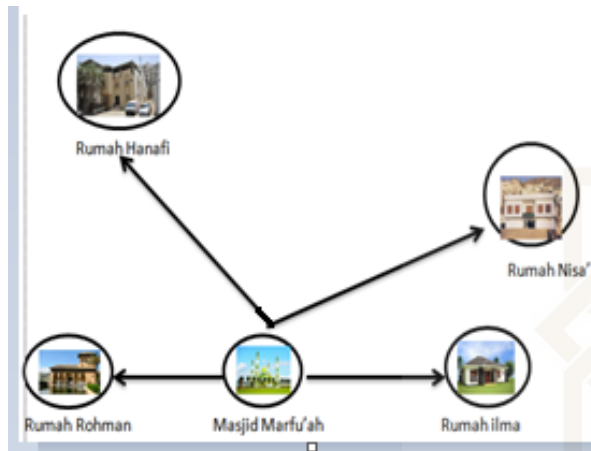 Rumah Hanafi
Rumah Nisa'
Rumah Rohman
Masjid Marfu'ah
Rumah ilma